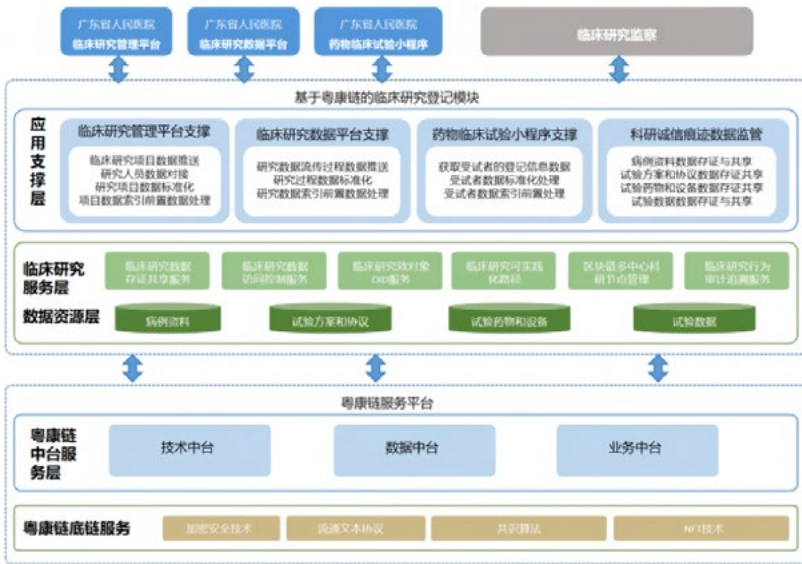 广东省人民医院
临床研究管理平台
广东省人民医院
临床研究数据平台
广东省人民医院
药物临床试验小程序
临床研究监察
基于粤康链的临床研究登记模块
应用支撑层
临床研究管理平台支撑
临床研究项目数据推送
研究人员数据对接
研究项目数据标准化
项目数据索引前置数据处理
临床研究数据平台支撑
研究数据流传过程数据推送
研究过程数据标准化
研究数据索引前置数据处理
药物临床试验小程序支撑
获取受试者的登记信息数据
受试者数据标准化处理
受试者数据索引前置处理
科研诚信痕迹数据监管
病例资料数据存证与共享
试验方案和协议数据存证共享
试验药物和设备数据存证共享
试验数据数据存证与共享
临床研究
服务层
临床研究数据
存证共享服务
临床研究数据
访问控制服务
临床研究
服务
临床研究可实践
化路径
区块链多中心科
研节点管理
临床研究行为
审计追溯服务
数据资源层
病例资料
试验方案和协议
试验药物和设备
试验数据
粤康链服务平台
粤康链
中台服
务层
技术中台
数据中台
业务中台
粤康链底链服务
加密安全技术
流通文本协议
共识算法
NFT技术